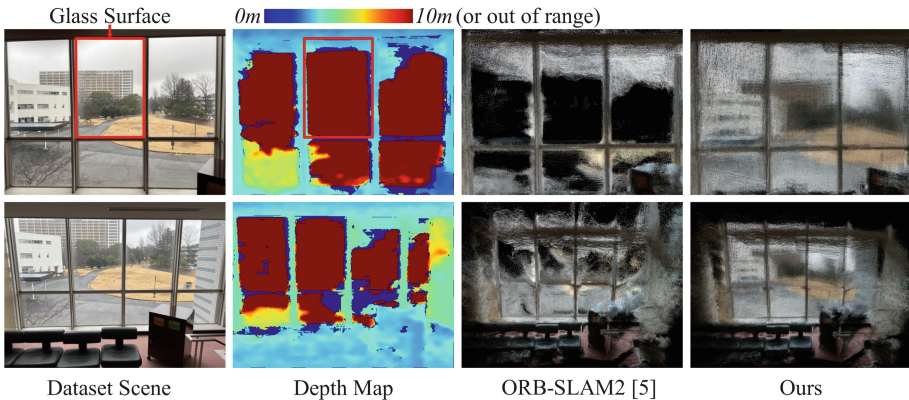 Glass Surface
0m 10m (or out of range)
Dataset Scene
Depth Map
ORB-SLAM2 [5]
Ours